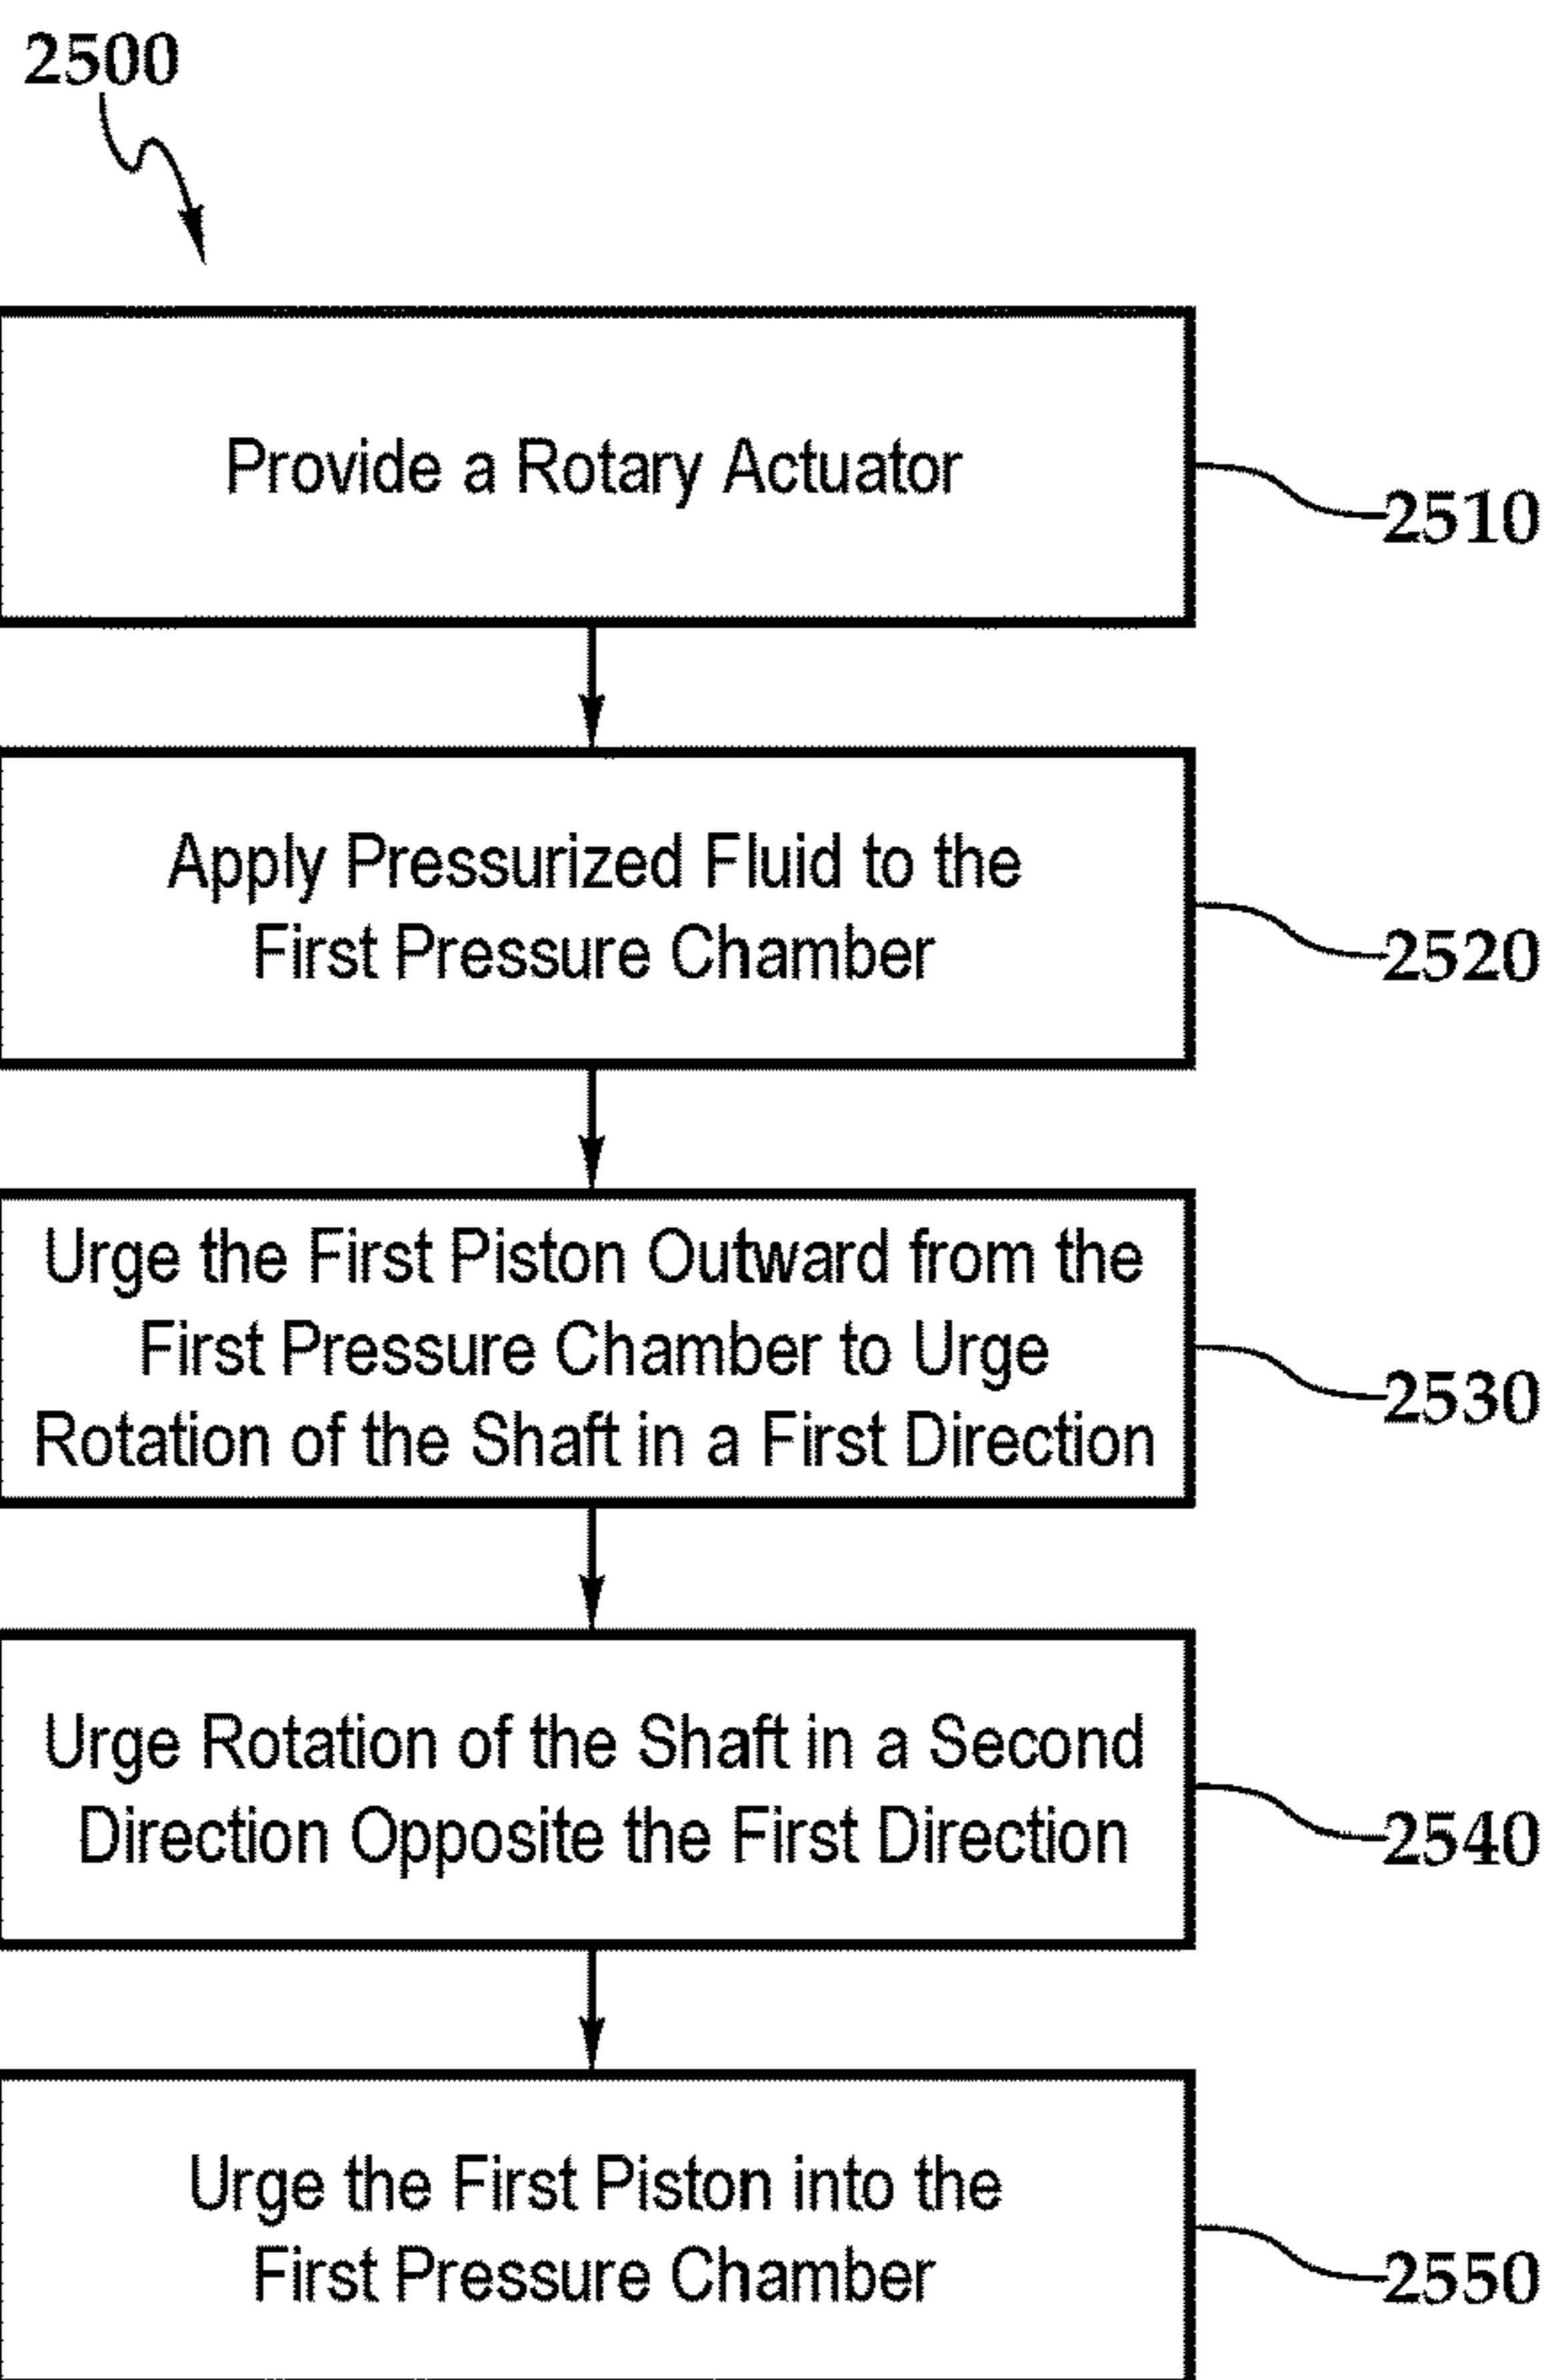 2500
Provide a Rotary Actuator
2510
Apply Pressurized Fluid to the
First Pressure Chamber
2520
Urge the First Piston Outward from the
First Pressure Chamber to Urge
Rotation of the Shaft in a First Direction
2530
Urge Rotation of the Shaft in a Second
Direction Opposite the First Direction
2540
Urge the First Piston into the
First Pressure Chamber
2550